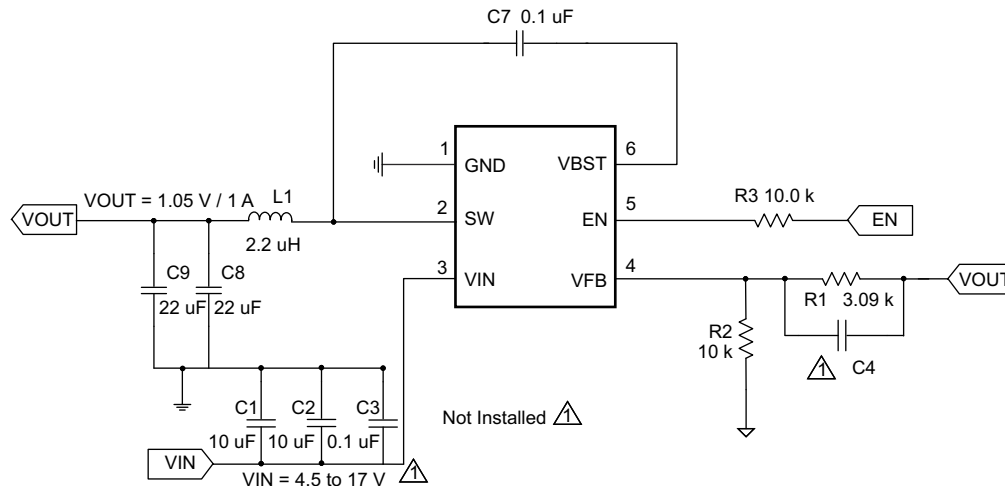 C7 0.1 uF
1
GND
VBST
6
VOUT = 1.05 V / 1 A
L1
R3 10.0 k
VOUT
2
SW
EN
5
EN
2.2 uH
3
VIN
VFB
4
VOUT
C9
C8
22 uF
22 uF
R1
3.09 k
R2
10 k
1
C4
C1
C2
C3
Not Installed 1
10 uF
10 uF
0.1 uF
VIN
VIN = 4.5 to 17 V
1